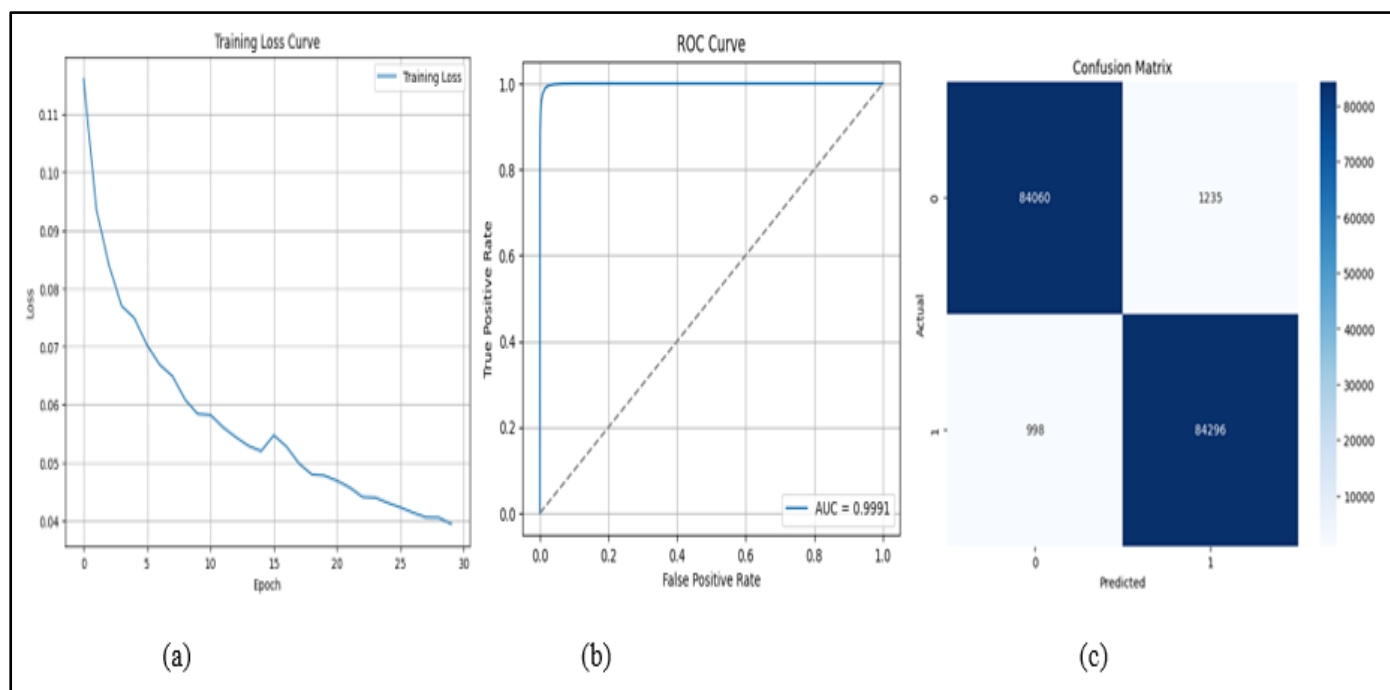 Training Loss Curve
Training Loss
0.11
0.10
0.09
0.08
0.07
0.06
0.05
0.04
Loss
0 5 10 15 20 25 30
Epoch
(a)
ROC Curve
1.0
0.8
0.6
0.4
0.2
0.0
True Positive Rate
AUC = 0.9991
0.0 0.2 0.4 0.6 0.8 1.0
False Positive Rate
(b)
Confusion Matrix
0
84060 1235
Actual
1
998 84296
0 1
Predicted
80000
70000
60000
50000
40000
30000
20000
10000
(c)